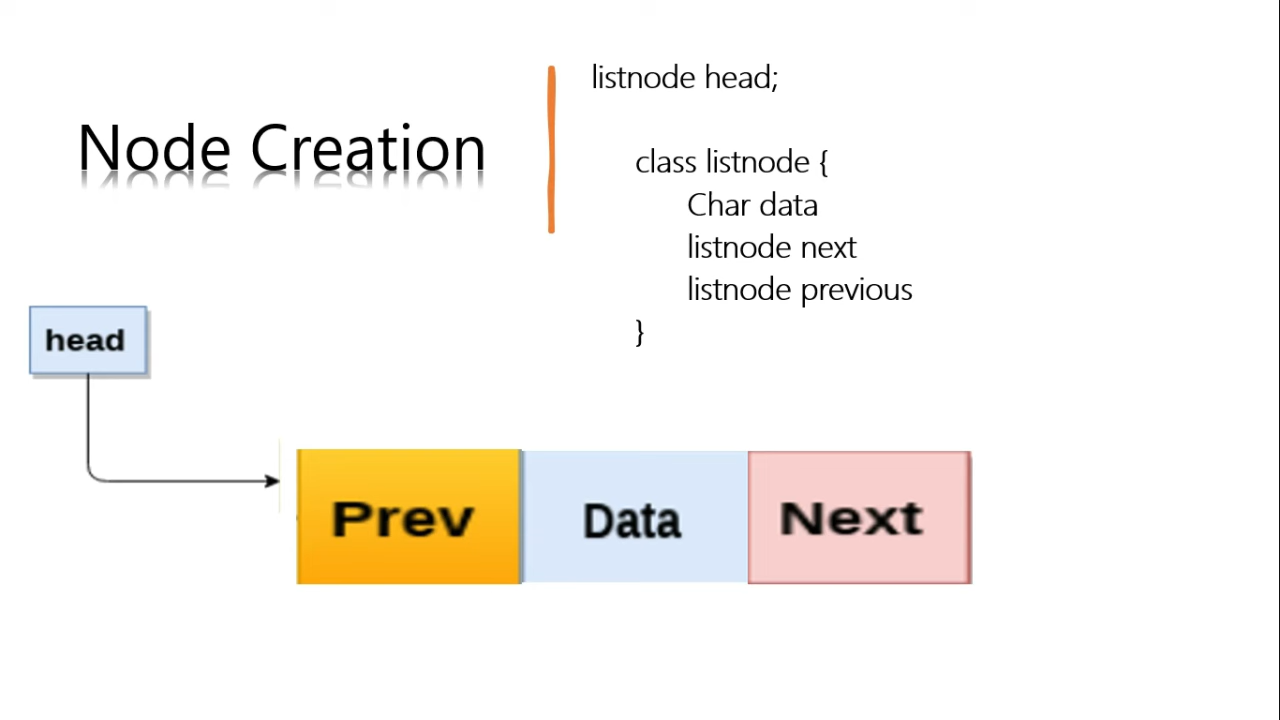 Node Creation
listnode head;
class listnode {
Char data
listnode next
listnode previous
}
head
Prev Data Next